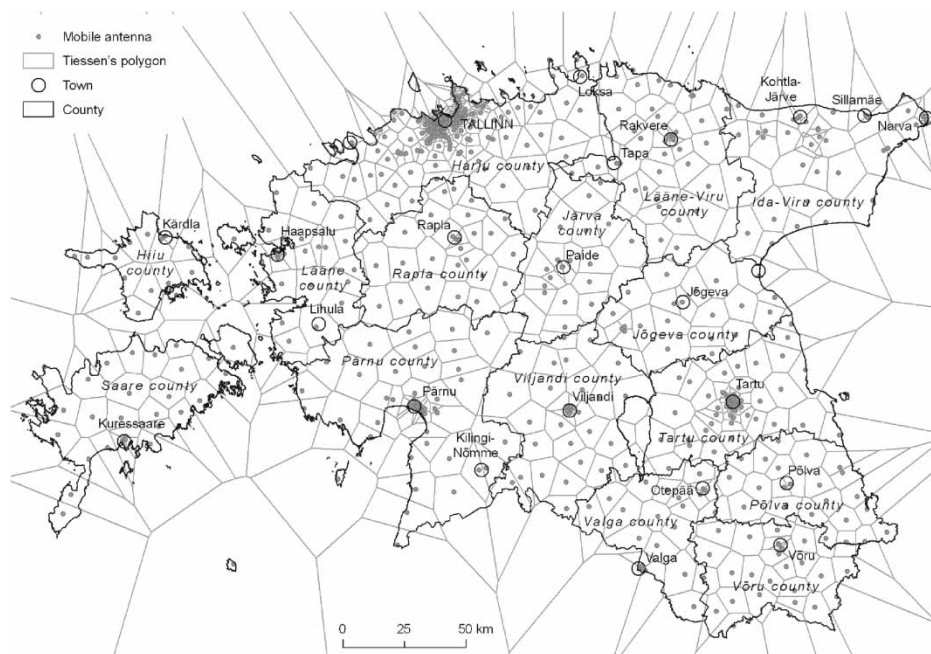 Mobile antenna
Tiessen's polygon
Town
County
Loksa
Kohtla-
Järve
Sillamäe
Narva
TALLINN
Rakvere
Tapa
Harju county
Lääne-Viru
county
Ida-Viru county
Kärdla
Hiiu
county
Haapsalu
Lääne
county
Rapla
Rapla county
Järva
county
Paide
Lihula
Jõgeva
Jõgeva county
Pärnu county
Saare county
Pärnu
Viljandi county
Viljandi
Tartu
Tartu county
Kuressaare
Kilingi-
Nõmme
Otepää
Põlva
Põlva county
Valga county
Valga
Võru
Võru county
0 25 50 km